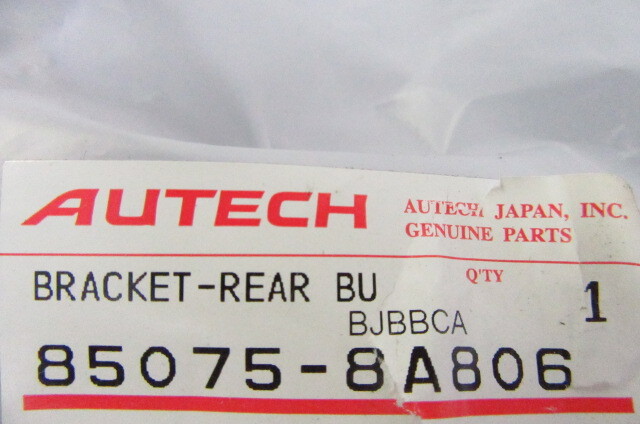 AUTECH
AUTECH JAPAN, INC.
GENUINE PARTS
BRACKET-REAR BU
Q'TY
1
BJBBCA
85075-8A806